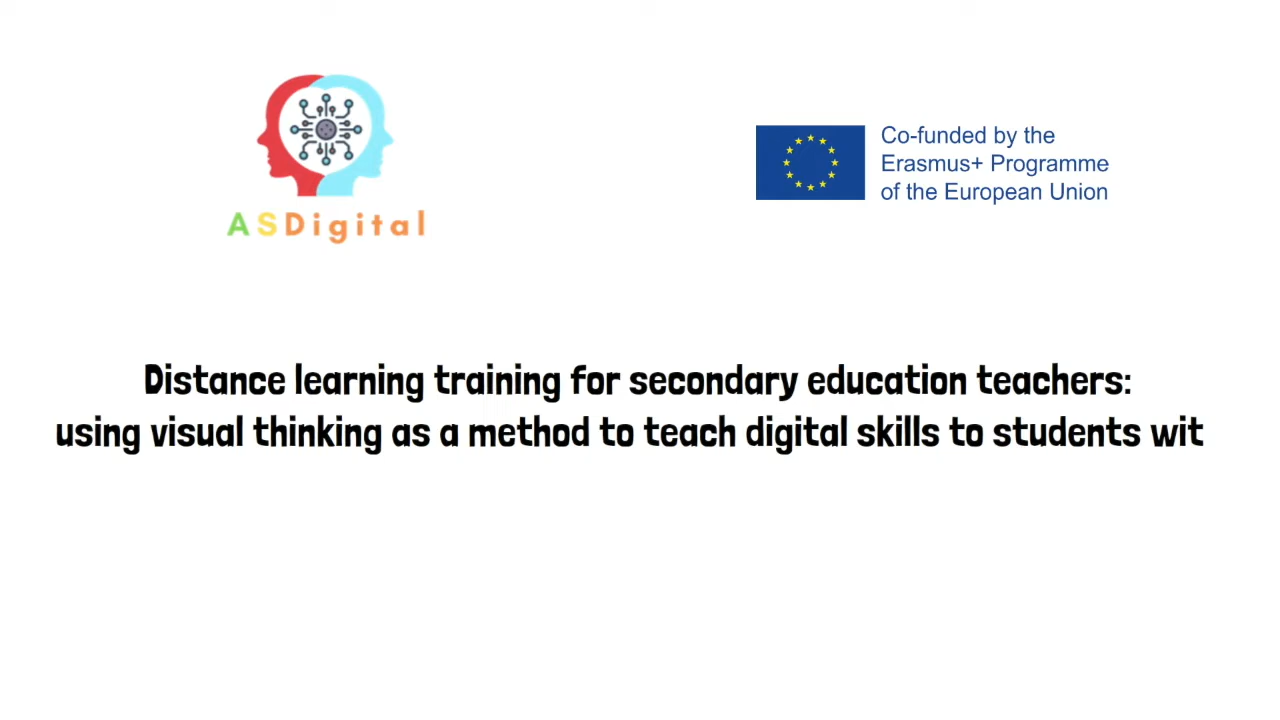 ASDigital
Co-funded by the
Erasmus+ Programme
of the European Union
Distance learning training for secondary education teachers:
using visual thinking as a method to teach digital skills to students wit